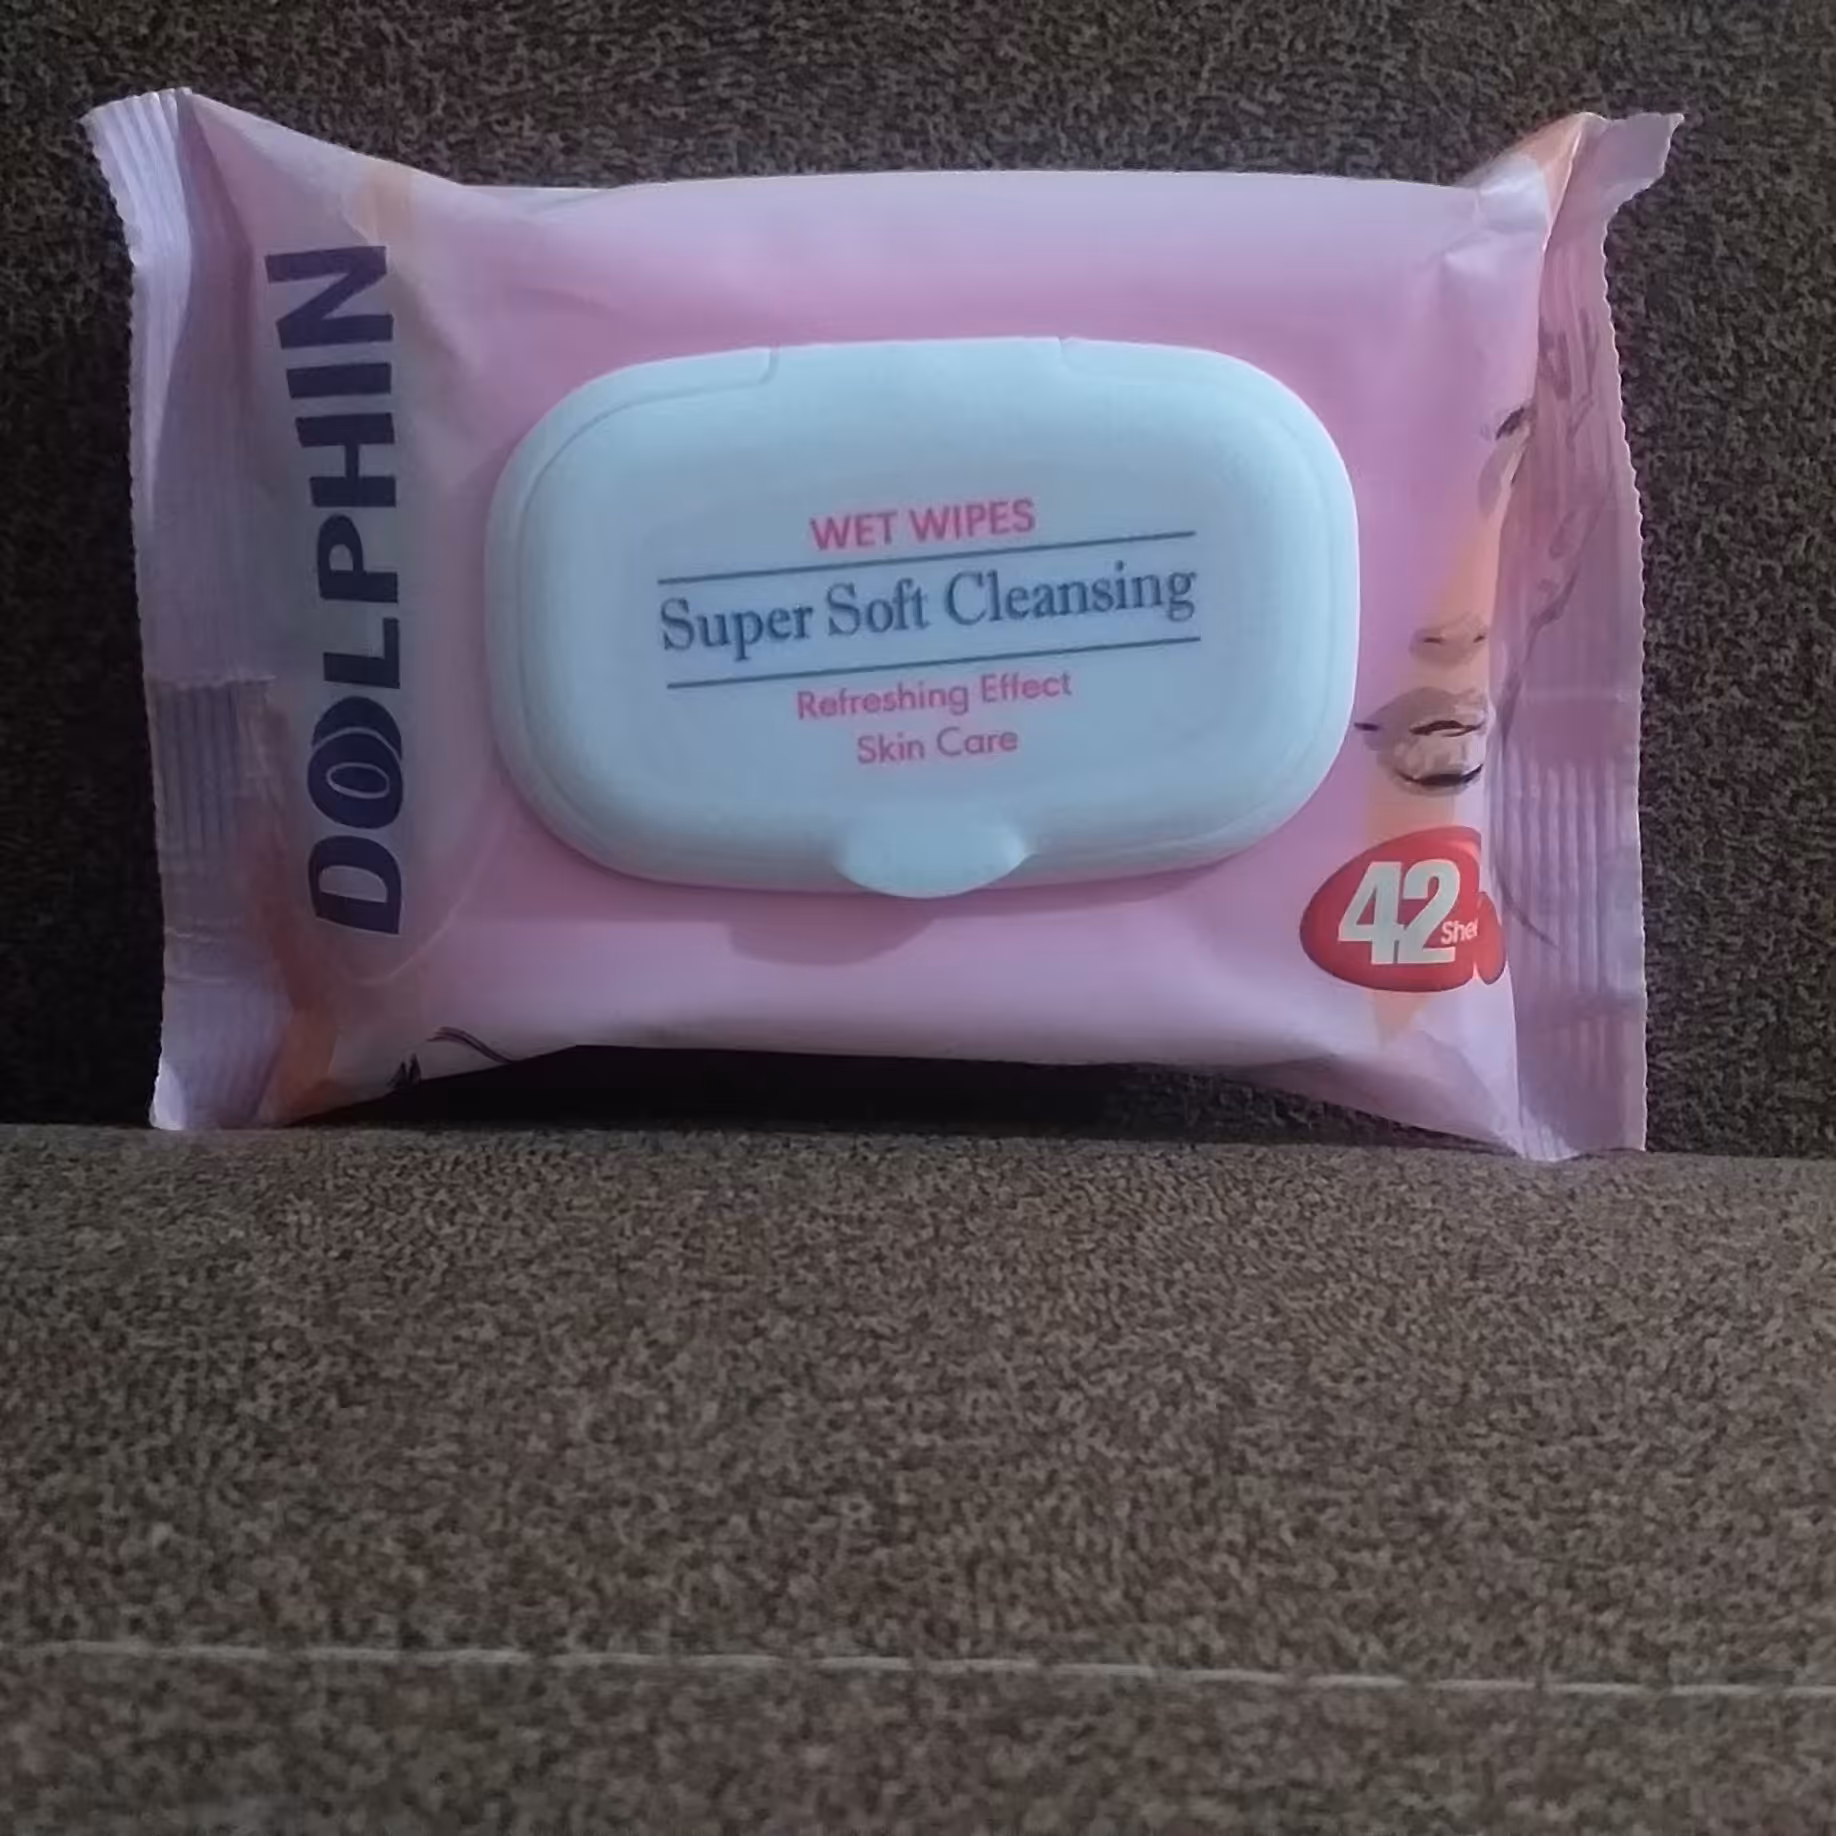 DOLPHIN
WET WIPES
Super Soft Cleansing
Refreshing Effect
Skin Care
42